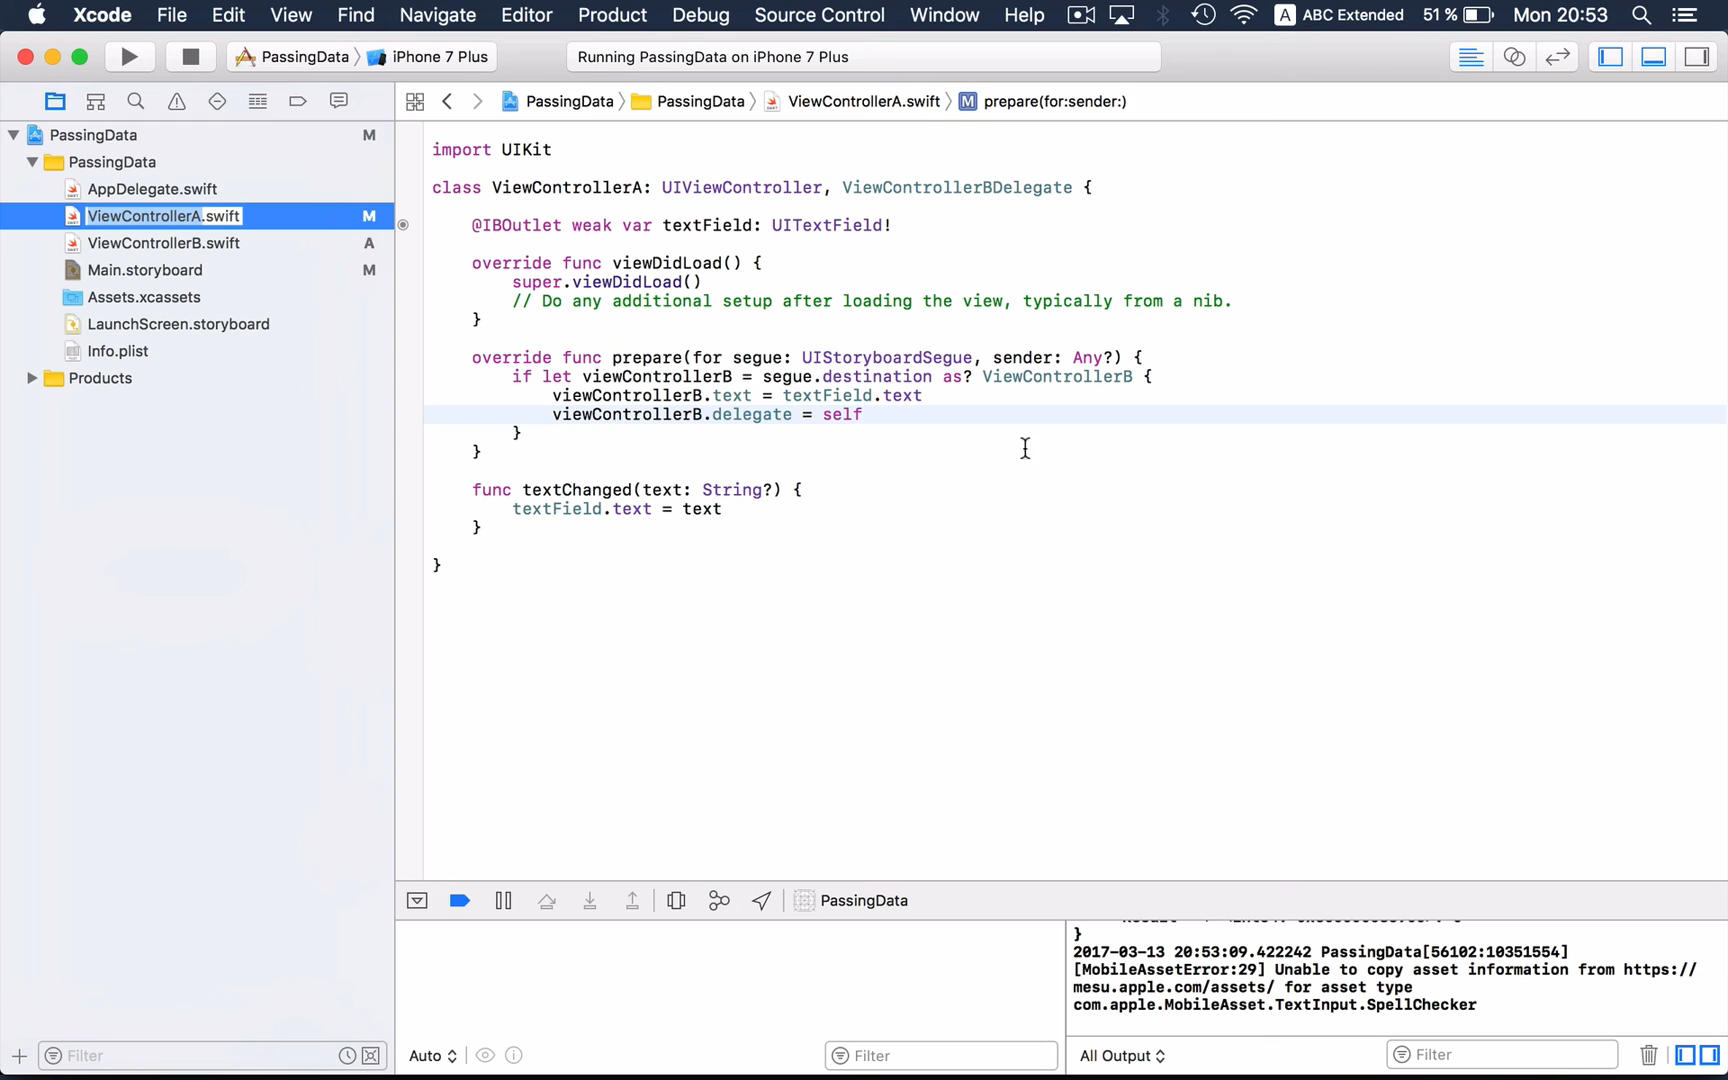 Xcode File Edit View Find Navigate Editor Product Debug Source Control Window Help A ABC Extended 51 % Mon 20:53
PassingData iPhone 7 Plus Running PassingData on iPhone 7 Plus
PassingData PassingData ViewControllerA.swift M prepare(for:sender:)
PassingData M
PassingData
AppDelegate.swift
ViewControllerA.swift M
ViewControllerB.swift A
Main.storyboard M
Assets.xcassets
LaunchScreen.storyboard
Info.plist
Products
import UIKit
class ViewControllerA: UIViewController, ViewControllerBDelegate {
@IBOutlet weak var textField: UITextField!
override func viewDidLoad() {
super.viewDidLoad()
// Do any additional setup after loading the view, typically from a nib.
}
override func prepare(for segue: UIStoryboardSegue, sender: Any?) {
if let viewControllerB = segue.destination as? ViewControllerB {
viewControllerB.text = textField.text
viewControllerB.delegate = self
}
}
func textChanged(text: String?) {
textField.text = text
}
}
PassingData
}
2017-03-13 20:53:09.422242 PassingData[56102:10351554]
[MobileAssetError:29] Unable to copy asset information from https://
mesu.apple.com/assets/ for asset type
com.apple.MobileAsset.TextInput.SpellChecker
Filter
Auto
Filter
All Output
Filter